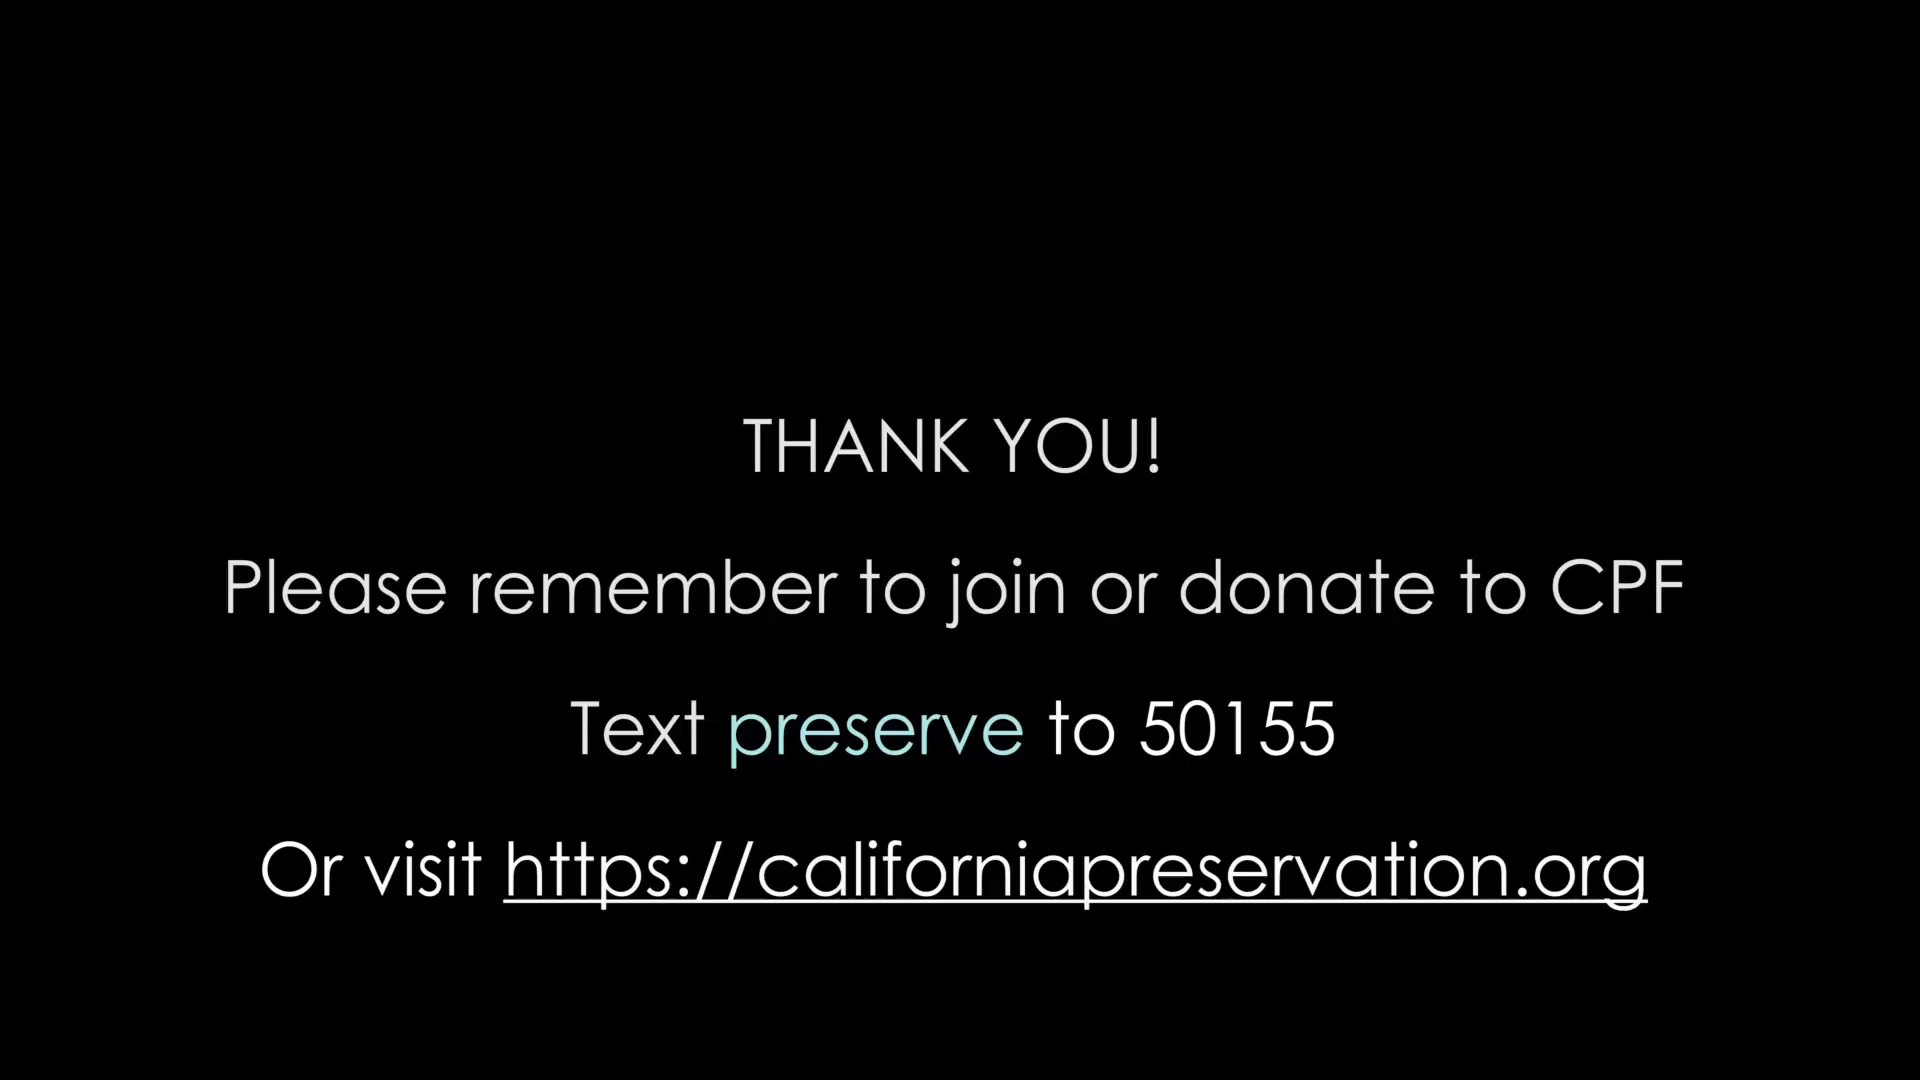 THANK YOU!
Please remember to join or donate to CPF
Text preserve to 50155
Or visit https://californiapreservation.org